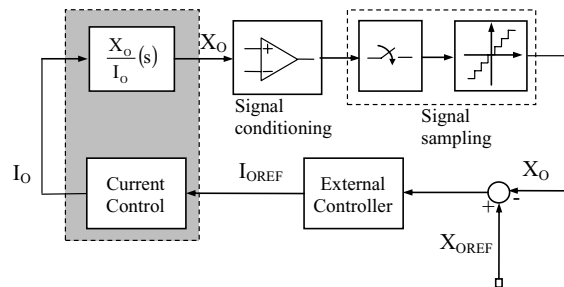 X_O
I_O
(s)
X_O
+
−
Signal
conditioning
Signal
sampling
I_O
Current
Control
I_OREF
External
Controller
+
-
X_O
X_OREF